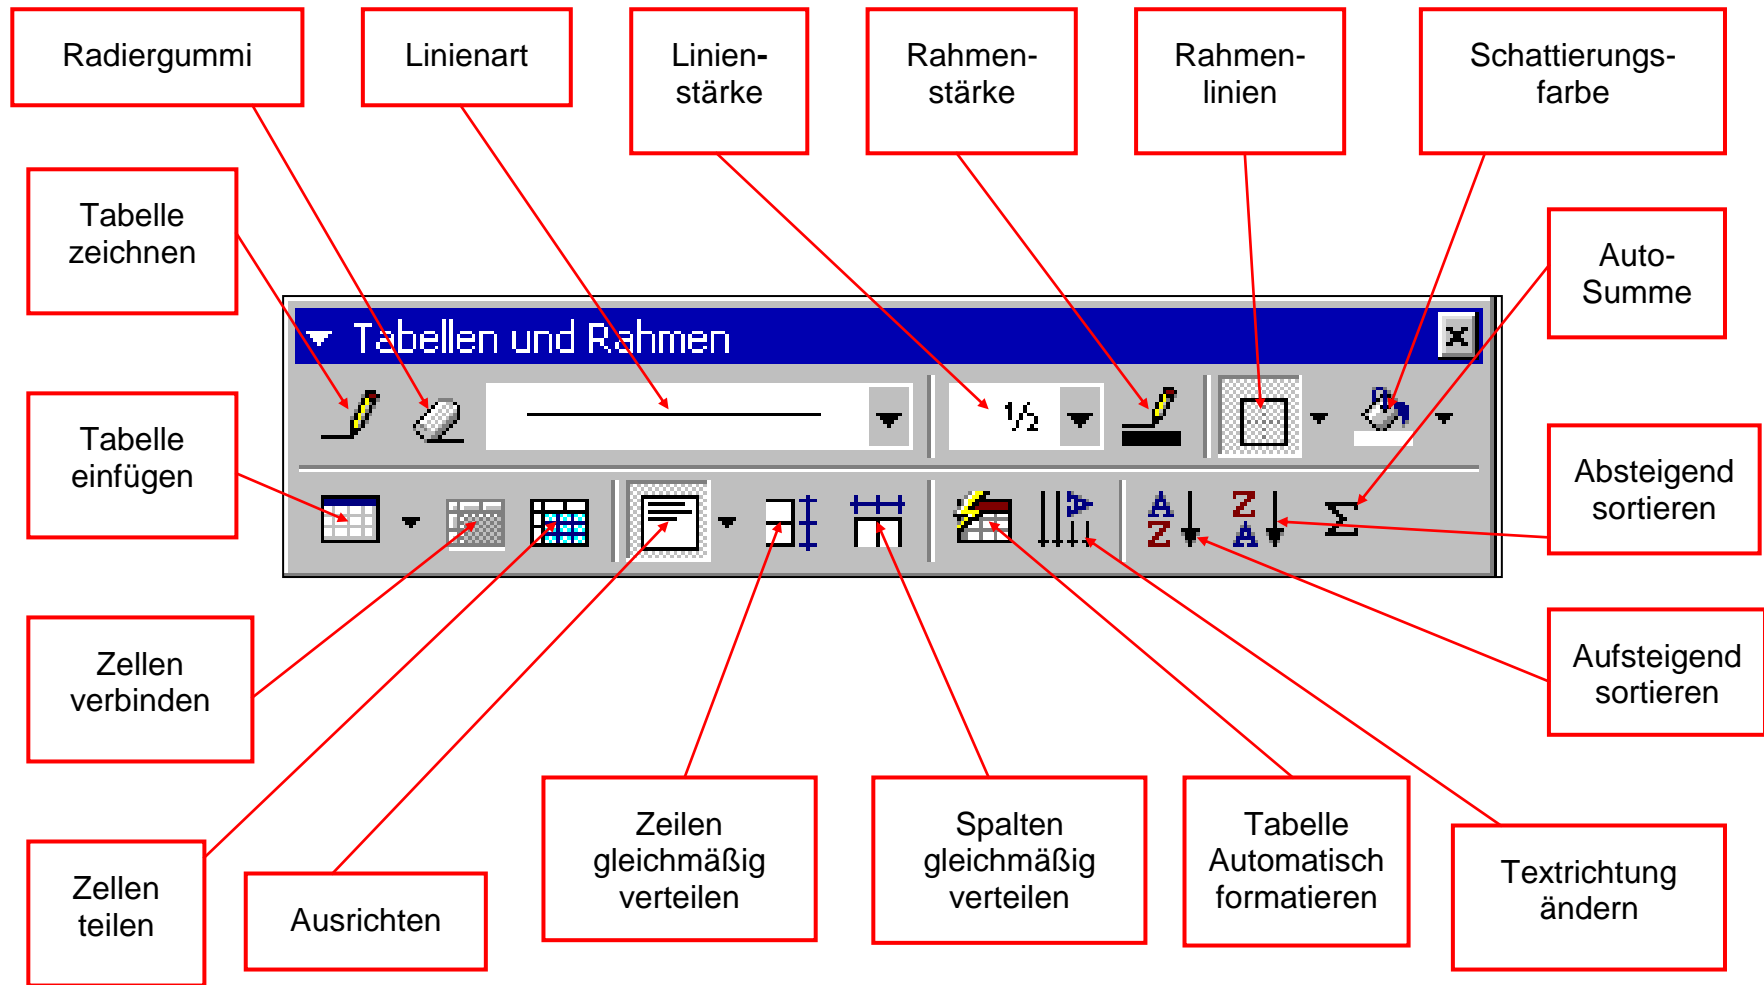 Radiergummi
Linienart
Linien-
stärke
Rahmen-
stärke
Rahmen-
linien
Schattierungs-
farbe
Tabelle
zeichnen
Auto-
Summe
Tabellen und Rahmen
½
Tabelle
einfügen
Absteigend
sortieren
A
Z
Z
A
Σ
A
Zellen
verbinden
Aufsteigend
sortieren
Zellen
teilen
Ausrichten
Zeilen
gleichmäßig
verteilen
Spalten
gleichmäßig
verteilen
Tabelle
Automatisch
formatieren
Textrichtung
ändern